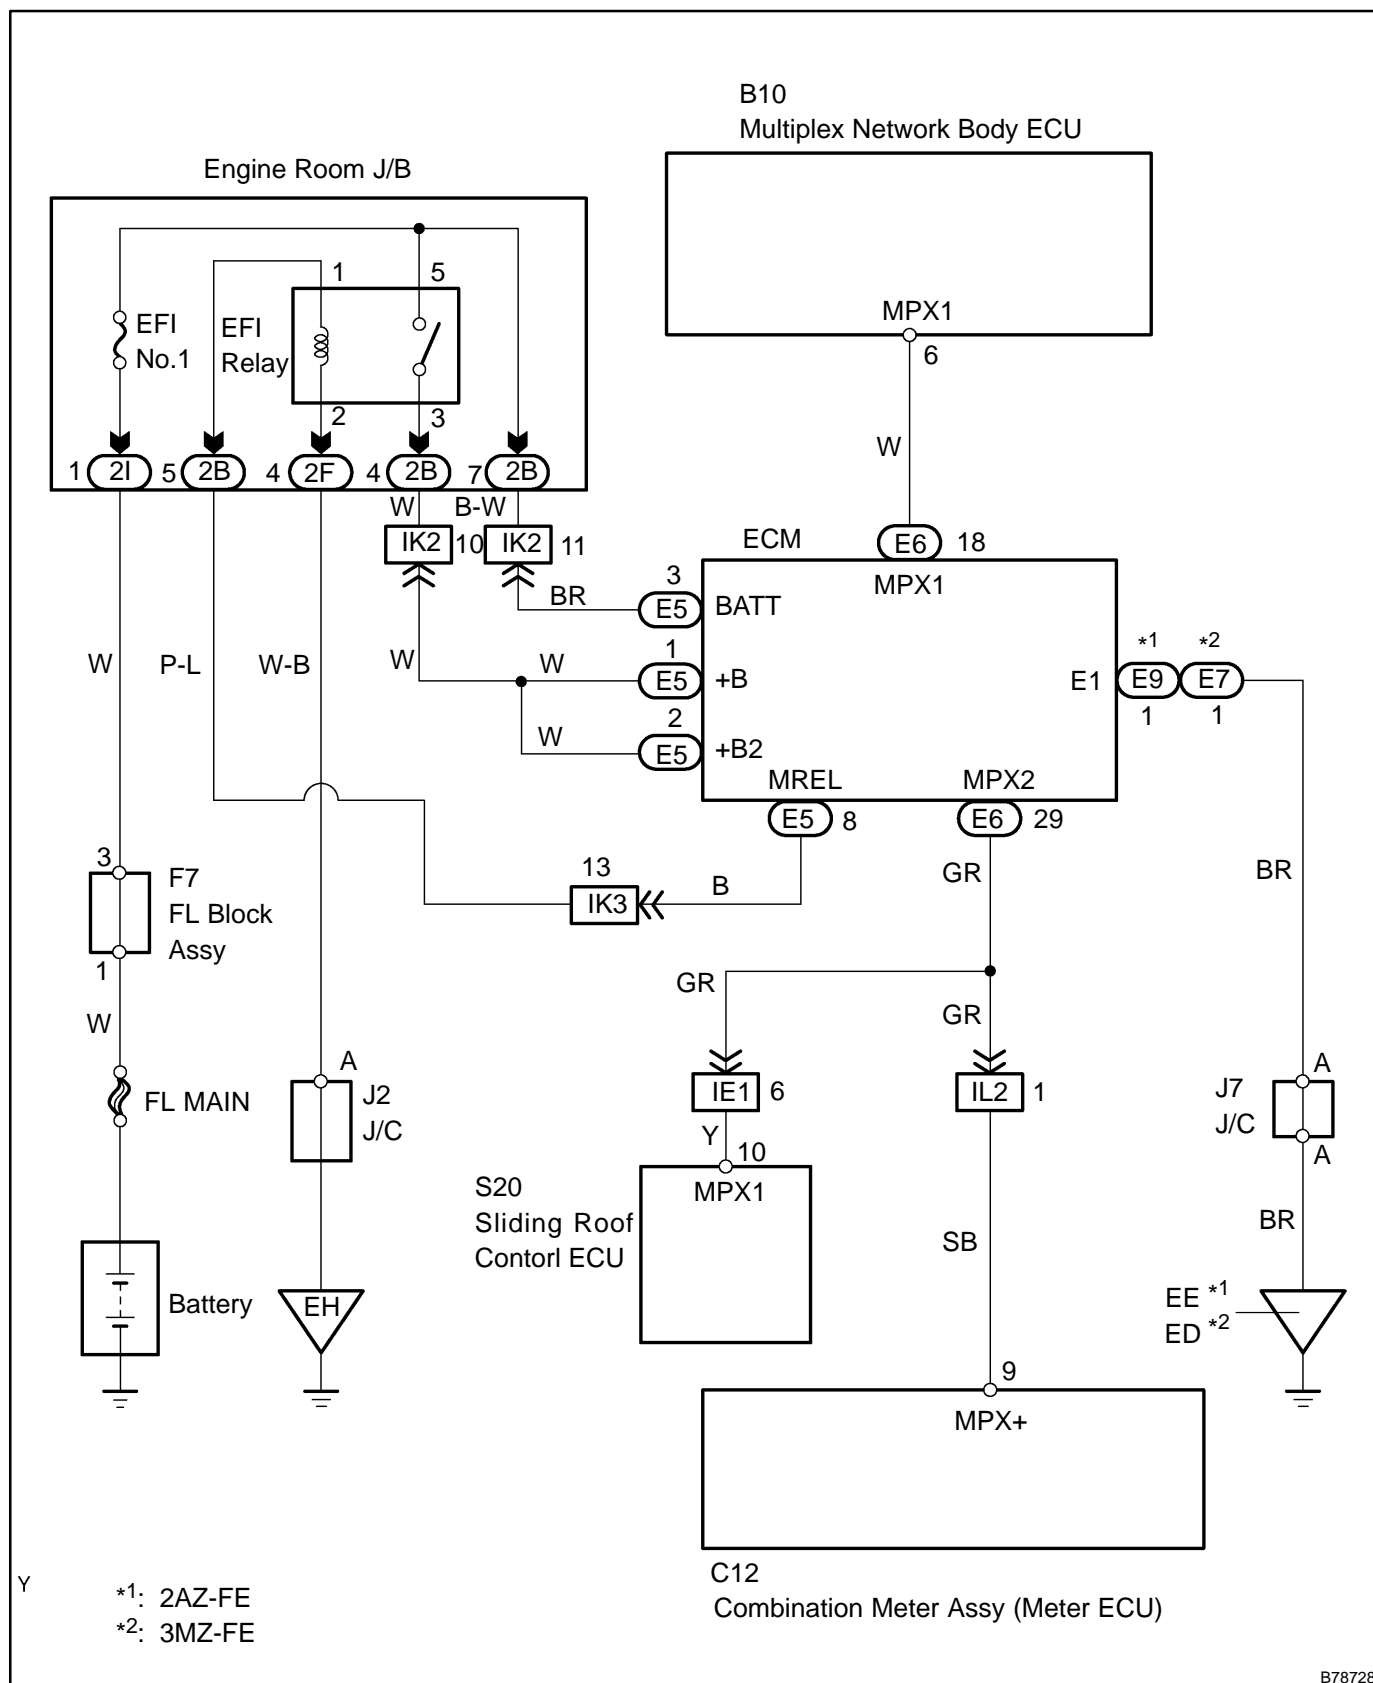 B10
Multiplex Network Body ECU
Engine Room J/B
1
5
EFI
No.1
EFI
Relay
2
3
MPX1
6
1
2I
5
2B
4
2F
4
2B
7
2B
W
W
B-W
IK2
10
IK2
11
ECM
E6
18
MPX1
3
BR
E5
BATT
*1
*2
W
P-L
W-B
W
W
1
E5
+B
E1
E9
E7
1
1
2
W
E5
+B2
MREL
MPX2
E5
8
E6
29
3
F7
FL Block
Assy
1
13
IK3
B
GR
BR
GR
GR
W
A
FL MAIN
J2
J/C
IE1
6
IL2
1
A
J7
J/C
A
Y
10
S20
Sliding Roof
Contorl ECU
MPX1
SB
BR
Battery
EH
EE *1
ED *2
9
MPX+
C12
Combination Meter Assy (Meter ECU)
Y
*1: 2AZ-FE
*2: 3MZ-FE
B78728